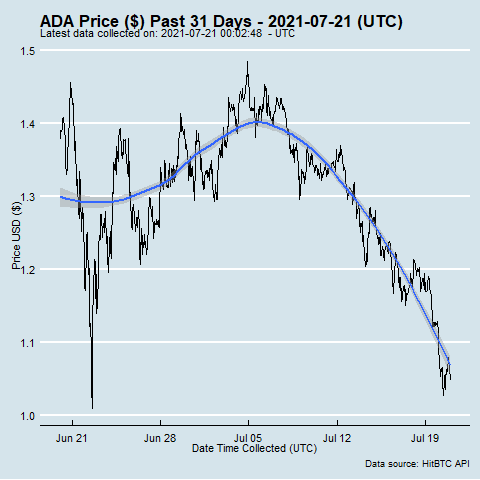 ADA Price ($) Past 31 Days - 2021-07-21 (UTC)
Latest data collected on: 2021-07-21 00:02:48  - UTC
1.5
1.4
1.3
1.2
1.1
1.0
Price USD ($)
Jun 21 Jun 28 Jul 05 Jul 12 Jul 19
Date Time Collected (UTC)
Data source: HitBTC API